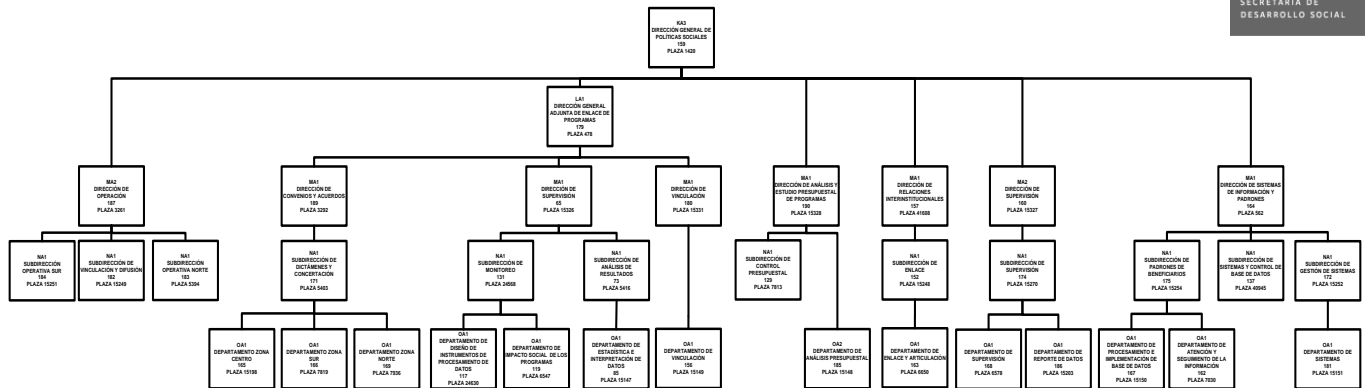 SECRETARÍA DE
DESARROLLO SOCIAL
KA3
DIRECCIÓN GENERAL DE
POLÍTICAS SOCIALES
159
PLAZA 1420
LA1
DIRECCIÓN GENERAL
ADJUNTA DE ENLACE DE
PROGRAMAS
179
PLAZA 478
MA2
DIRECCIÓN DE
OPERACIÓN
187
PLAZA 3261
MA1
DIRECCIÓN DE
CONVENIOS Y ACUERDOS
189
PLAZA 3292
MA1
DIRECCIÓN DE
SUPERVISIÓN
65
PLAZA 15326
MA1
DIRECCIÓN DE
VINCULACIÓN
180
PLAZA 15331
MA1
DIRECCIÓN DE ANÁLISIS Y
ESTUDIO PRESUPUESTAL
DE PROGRAMAS
190
PLAZA 15328
MA1
DIRECCIÓN DE
RELACIONES
INTERINSTITUCIONALES
157
PLAZA 41608
MA2
DIRECCIÓN DE
SUPERVISIÓN
160
PLAZA 15327
MA1
DIRECCIÓN DE SISTEMAS
DE INFORMACIÓN Y
PADRONES
164
PLAZA 562
NA1
SUBDIRECCIÓN
OPERATIVA SUR
184
PLAZA 15251
NA1
SUBDIRECCIÓN DE
VINCULACIÓN Y DIFUSIÓN
182
PLAZA 15249
NA1
SUBDIRECCIÓN
OPERATIVA NORTE
183
PLAZA 5394
NA1
SUBDIRECCIÓN DE
DICTÁMENES Y
CONCERTACIÓN
171
PLAZA 5403
NA1
SUBDIRECCIÓN DE
MONITOREO
131
PLAZA 24568
NA1
SUBDIRECCIÓN DE
ANÁLISIS DE
RESULTADOS
73
PLAZA 5416
NA1
SUBDIRECCIÓN DE
CONTROL
PRESUPUESTAL
129
PLAZA 7813
NA1
SUBDIRECCIÓN DE
ENLACE
152
PLAZA 15248
NA1
SUBDIRECCIÓN DE
SUPERVISIÓN
174
PLAZA 15270
NA1
SUBDIRECCIÓN DE
PADRONES DE
BENEFICIARIOS
175
PLAZA 15254
NA1
SUBDIRECCIÓN DE
SISTEMAS Y CONTROL DE
BASE DE DATOS
137
PLAZA 40945
NA1
SUBDIRECCIÓN DE
GESTIÓN DE SISTEMAS
172
PLAZA 15252
OA1
DEPARTAMENTO ZONA
CENTRO
165
PLAZA 15198
OA1
DEPARTAMENTO ZONA
SUR
166
PLAZA 7819
OA1
DEPARTAMENTO ZONA
NORTE
169
PLAZA 7936
OA1
DEPARTAMENTO DE
DISEÑO DE
INSTRUMENTOS DE
PROCESAMIENTO DE
DATOS
117
PLAZA 24630
OA1
DEPARTAMENTO DE
IMPACTO SOCIAL DE LOS
PROGRAMAS
119
PLAZA 6547
OA1
DEPARTAMENTO DE
ESTADÍSTICA E
INTERPRETACIÓN DE
DATOS
85
PLAZA 15147
OA1
DEPARTAMENTO DE
VINCULACIÓN
156
PLAZA 15149
OA2
DEPARTAMENTO DE
ANÁLISIS PRESUPUESTAL
185
PLAZA 15148
OA1
DEPARTAMENTO DE
ENLACE Y ARTICULACIÓN
163
PLAZA 6650
OA1
DEPARTAMENTO DE
SUPERVISIÓN
168
PLAZA 6578
OA1
DEPARTAMENTO DE
REPORTE DE DATOS
186
PLAZA 15203
OA1
DEPARTAMENTO DE
PROCESAMIENTO E
IMPLEMENTACIÓN DE
BASE DE DATOS
167
PLAZA 15150
OA1
DEPARTAMENTO DE
ATENCIÓN Y
SEGUIMIENTO DE LA
INFORMACIÓN
162
PLAZA 7030
OA1
DEPARTAMENTO DE
SISTEMAS
181
PLAZA 15151